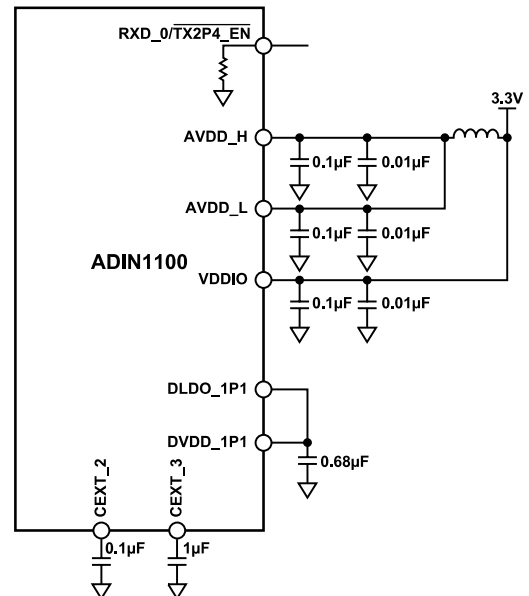 RXD_0/TX2P4_EN
3.3V
AVDD_H
0.1µF 0.01µF
AVDD_L
0.1µF 0.01µF
ADIN1100
VDDIO
0.1µF 0.01µF
DLDO_1P1
DVDD_1P1
0.68µF
CEXT_2
CEXT_3
0.1µF 1µF